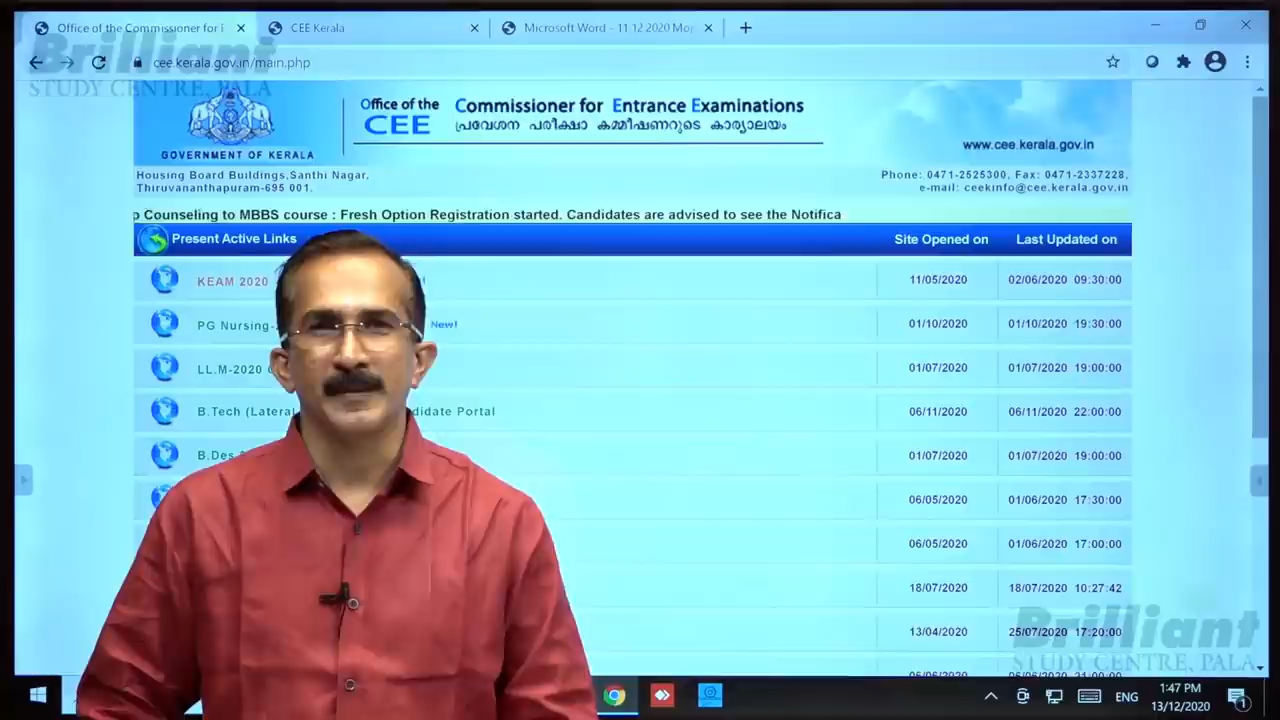 Office of the Commissioner for E
CEE Kerala
Microsoft Word - 11 12 2020 Mop
cee.kerala.gov.in/main.php
Brilliant
STUDY CENTRE, PALA
GOVERNMENT OF KERALA
Office of the
CEE
Commissioner for Entrance Examinations
പ്രവേശന പരീക്ഷാ കമ്മീഷണറുടെ കാര്യാലയം
www.cee.kerala.gov.in
Housing Board Buildings,Santhi Nagar,
Thiruvananthapuram-695 001.
Phone: 0471-2525300, Fax: 0471-2337228,
e-mail: ceekinfo@cee.kerala.gov.in
p Counseling to MBBS course : Fresh Option Registration started. Candidates are advised to see the Notifica
Present Active Links Site Opened on Last Updated on
KEAM 2020 11/05/2020 02/06/2020 09:30:00
PG Nursing- New! 01/10/2020 01/10/2020 19:30:00
LL.M-2020 01/07/2020 01/07/2020 19:00:00
B.Tech (Lateral didate Portal 06/11/2020 06/11/2020 22:00:00
B.Des 01/07/2020 01/07/2020 19:00:00
06/05/2020 01/06/2020 17:30:00
06/05/2020 01/06/2020 17:00:00
18/07/2020 18/07/2020 10:27:42
13/04/2020 25/07/2020 17:20:00
Brilliant
STUDY CENTRE, PALA
ENG
1:47 PM
13/12/2020
1